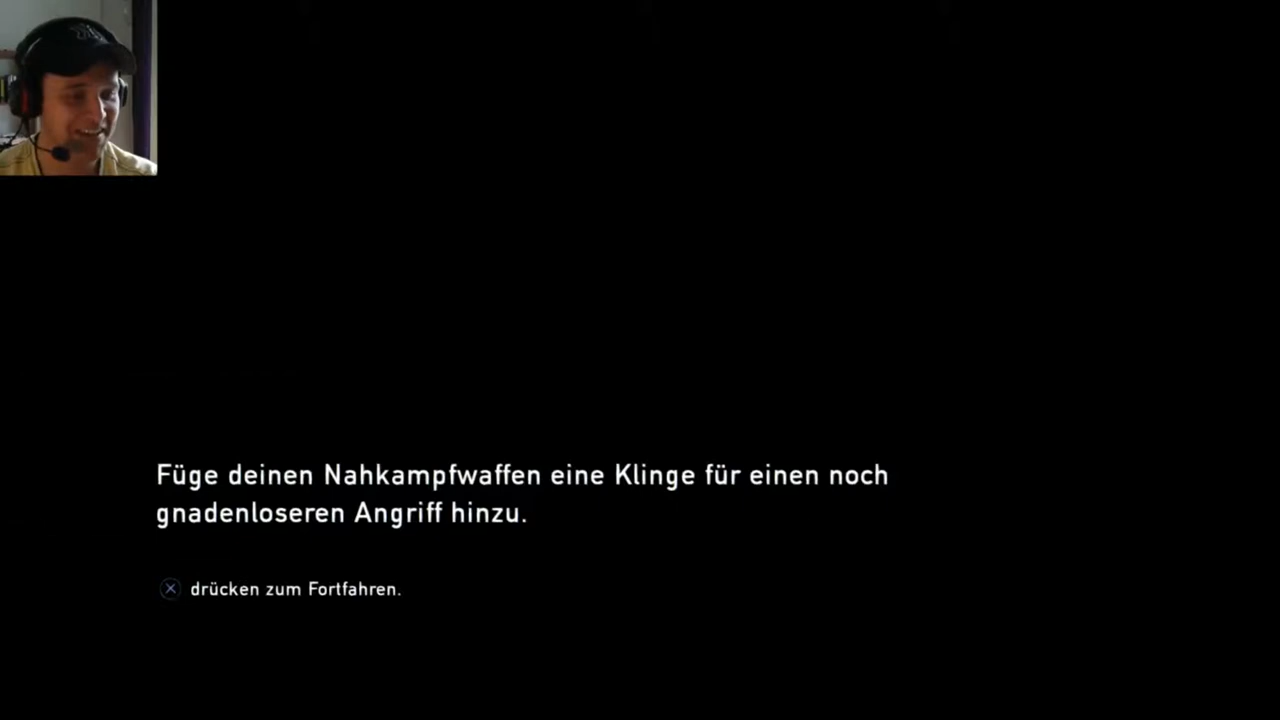 Füge deinen Nahkampfwaffen eine Klinge für einen noch
gnadenloseren Angriff hinzu.
drücken zum Fortfahren.